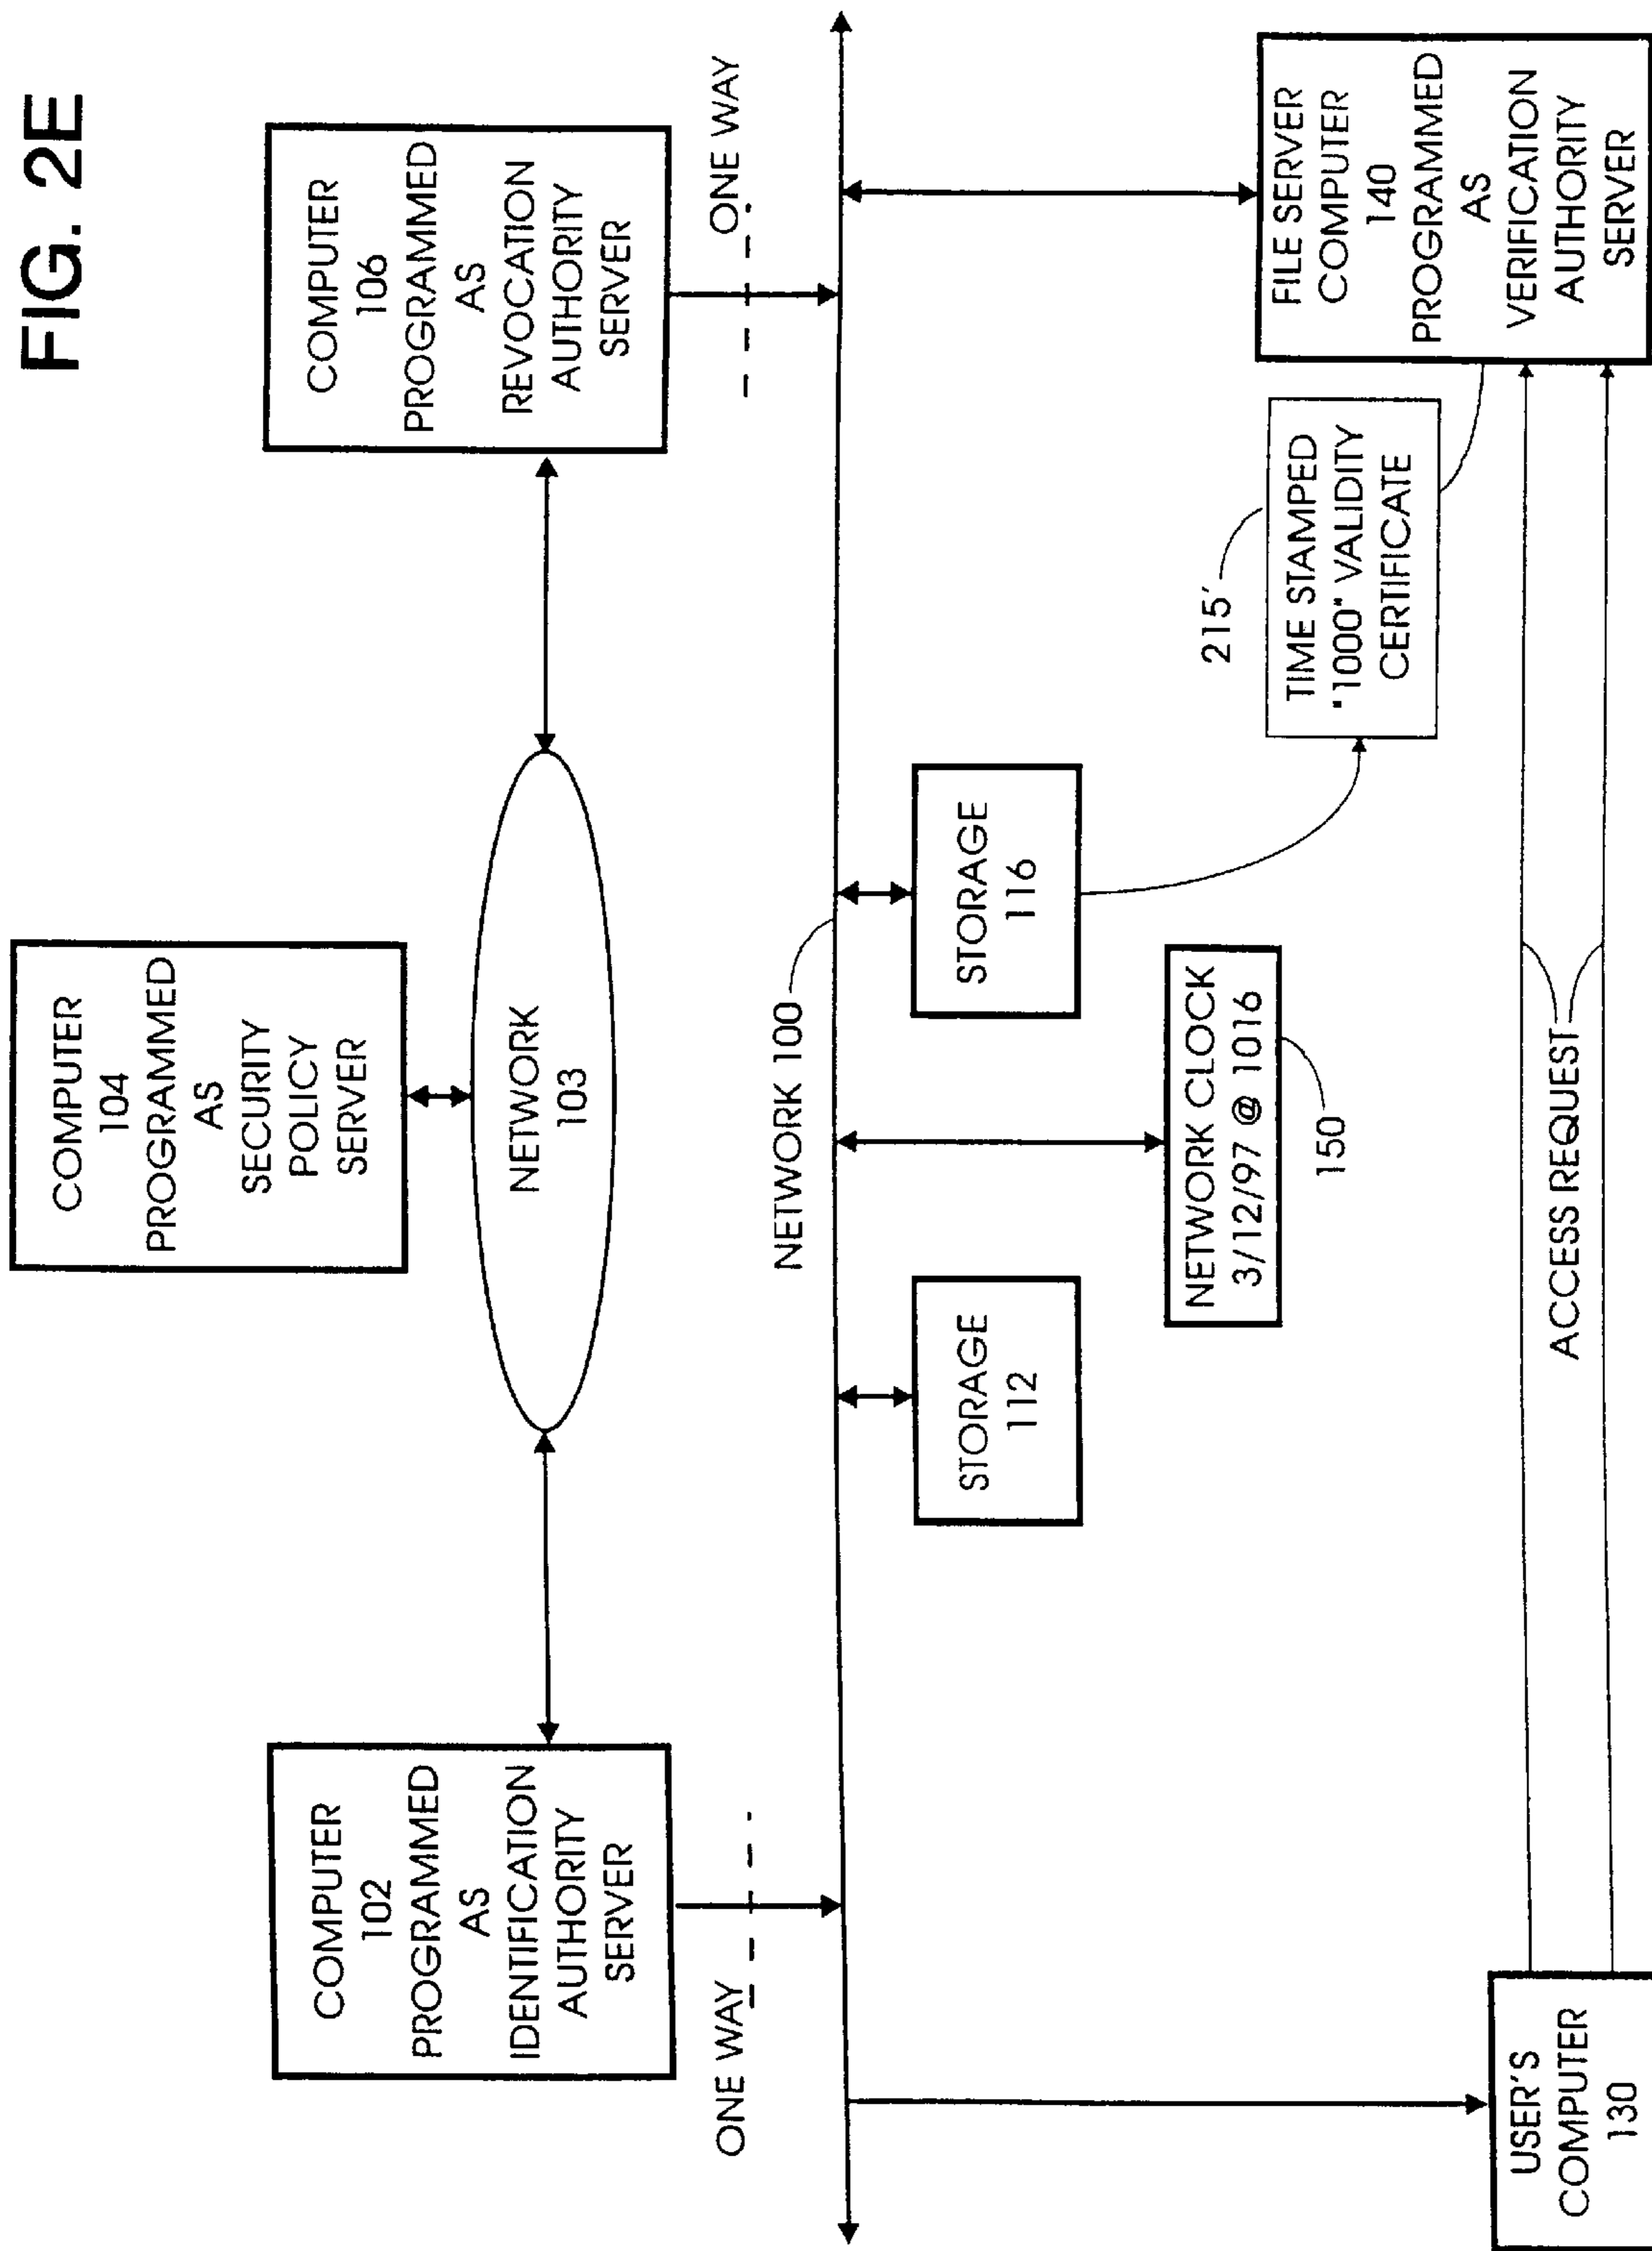 FIG. 2E
COMPUTER
104
PROGRAMMED
AS
SECURITY
POLICY
SERVER
COMPUTER
102
PROGRAMMED
AS
IDENTIFICATION
AUTHORITY
SERVER
NETWORK
103
COMPUTER
106
PROGRAMMED
AS
REVOCATION
AUTHORITY
SERVER
ONE WAY
ONE WAY
NETWORK 100
STORAGE
112
STORAGE
116
NETWORK CLOCK
3/12/97 @ 1016
150
215'
TIME STAMPED
"1000" VALIDITY
CERTIFICATE
USER'S
COMPUTER
130
ACCESS REQUEST
FILE SERVER
COMPUTER
140
PROGRAMMED
AS
VERIFICATION
AUTHORITY
SERVER